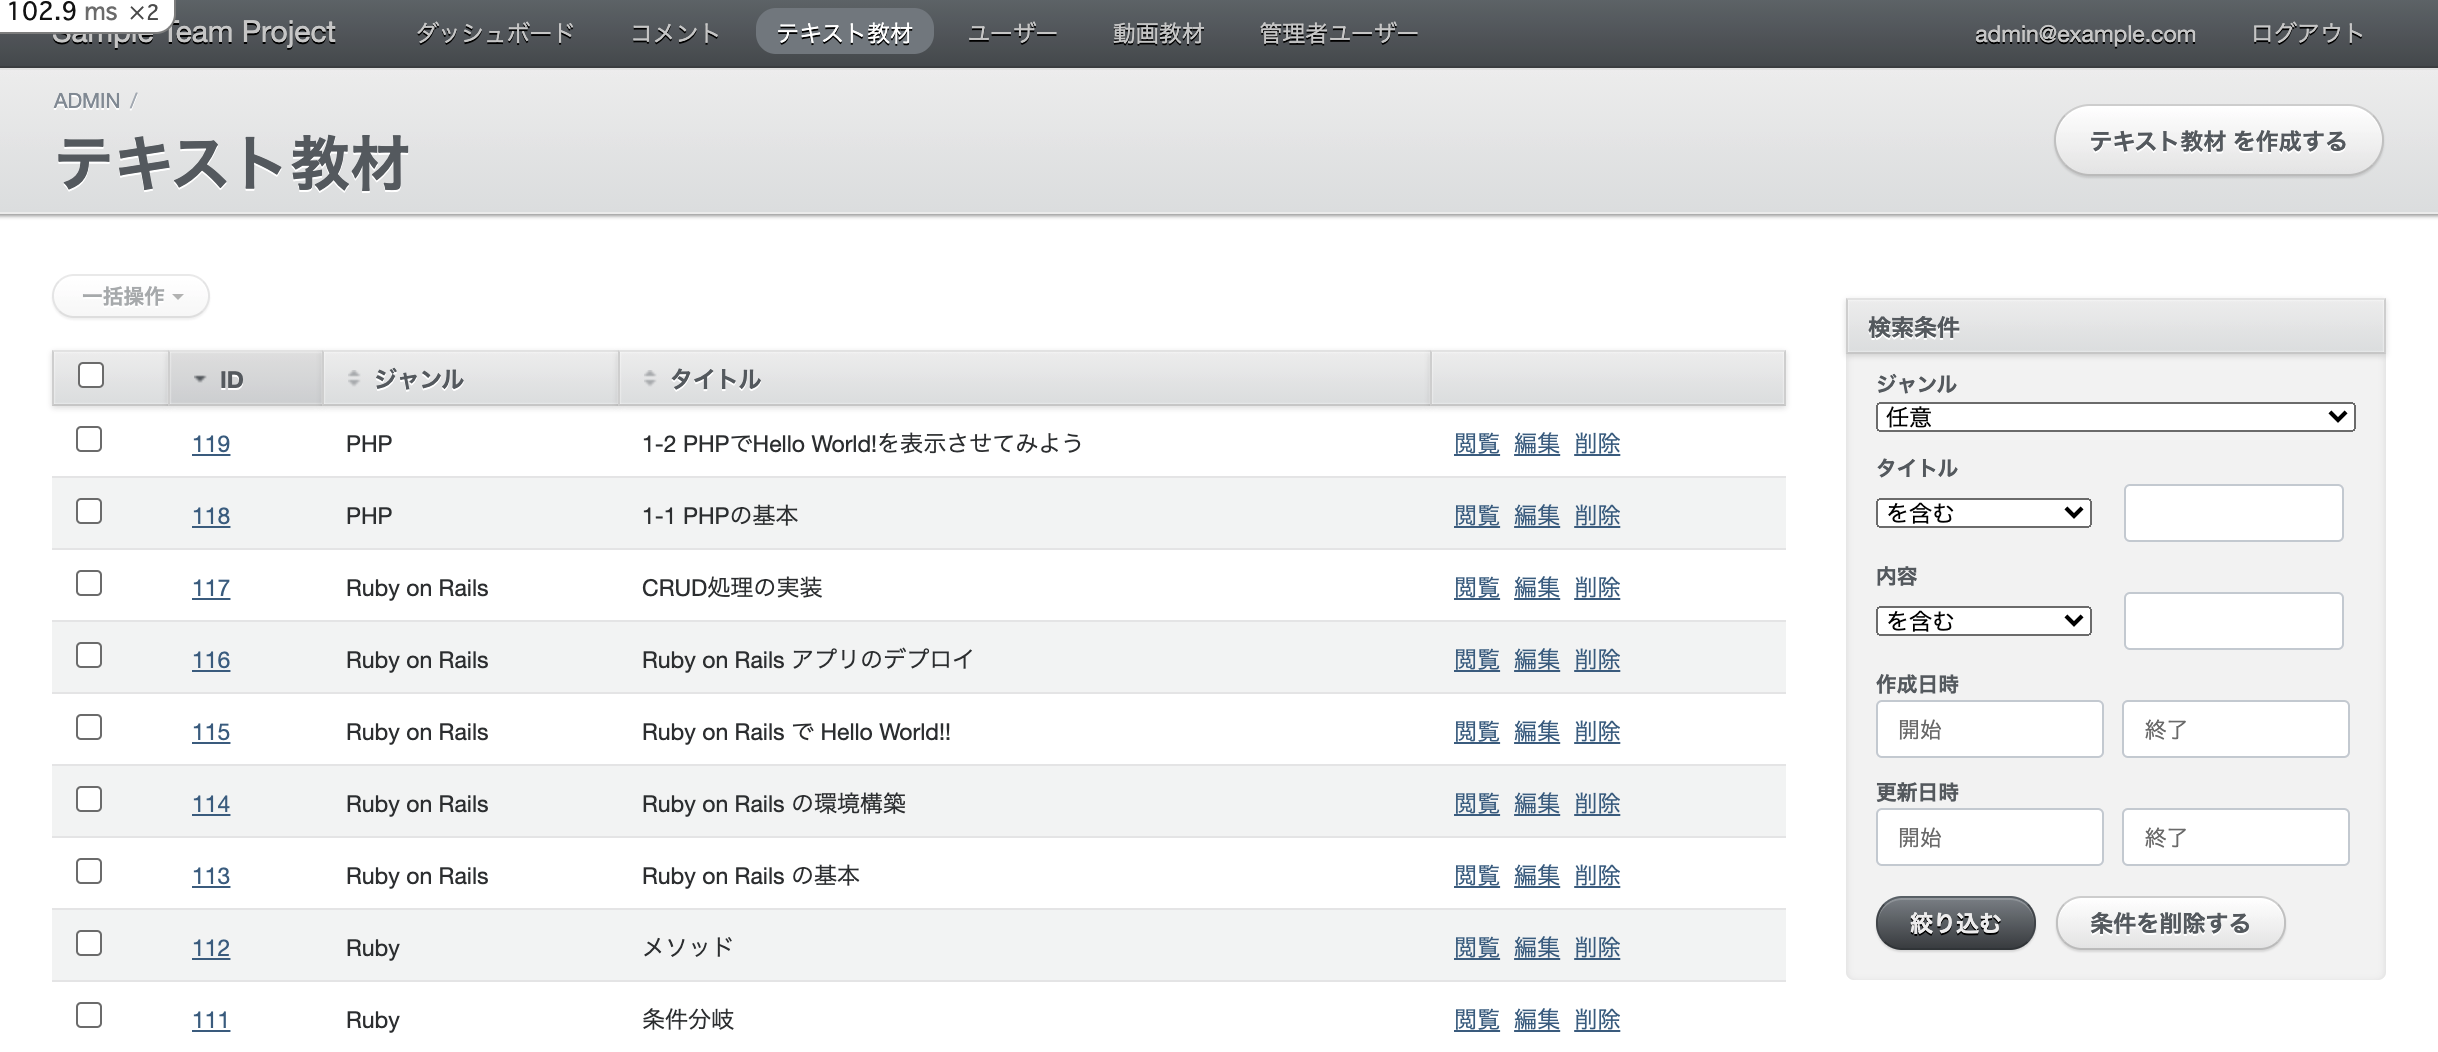 102.9 ms ×2
Sample Team Project ダッシュボード コメント テキスト教材 ユーザー 動画教材 管理者ユーザー admin@example.com ログアウト
ADMIN /
テキスト教材
テキスト教材 を作成する
一括操作
ID ジャンル タイトル
119 PHP 1-2 PHPでHello World!を表示させてみよう 閲覧 編集 削除
118 PHP 1-1 PHPの基本 閲覧 編集 削除
117 Ruby on Rails CRUD処理の実装 閲覧 編集 削除
116 Ruby on Rails Ruby on Rails アプリのデプロイ 閲覧 編集 削除
115 Ruby on Rails Ruby on Rails で Hello World!! 閲覧 編集 削除
114 Ruby on Rails Ruby on Rails の環境構築 閲覧 編集 削除
113 Ruby on Rails Ruby on Rails の基本 閲覧 編集 削除
112 Ruby メソッド 閲覧 編集 削除
111 Ruby 条件分岐 閲覧 編集 削除
検索条件
ジャンル
任意
タイトル
を含む
内容
を含む
作成日時
開始 終了
更新日時
開始 終了
絞り込む 条件を削除する